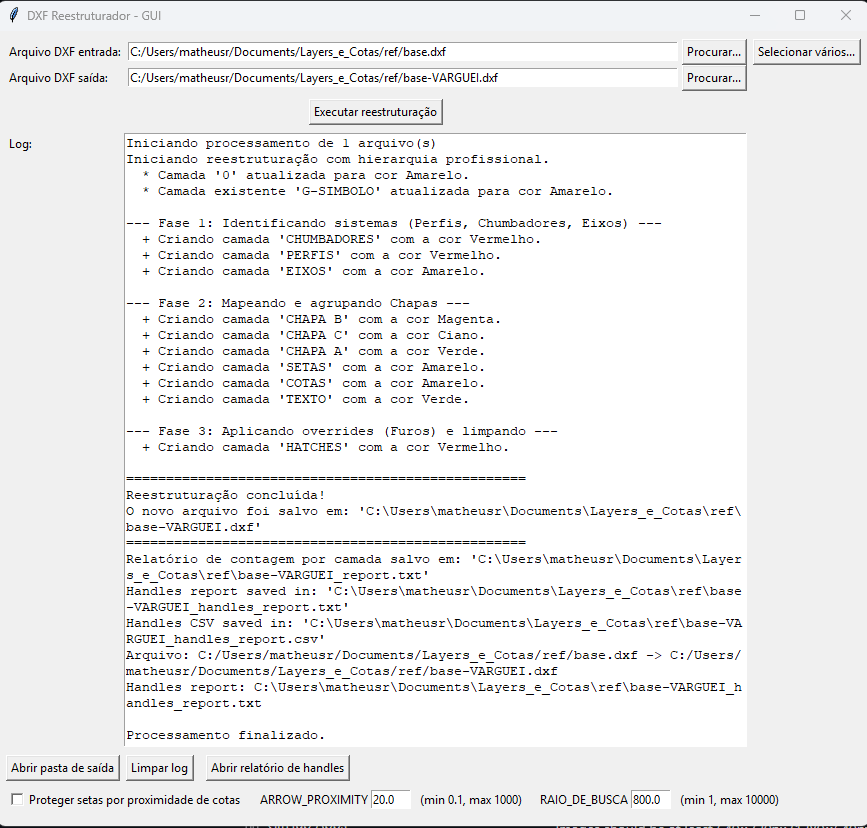 DXF Reestruturador - GUI
Arquivo DXF entrada: C:/Users/matheusr/Documents/Layers_e_Cotas/ref/base.dxf Procurar... Selecionar vários...
Arquivo DXF saída: C:/Users/matheusr/Documents/Layers_e_Cotas/ref/base-VARGUEI.dxf Procurar...
Executar reestruturação
Log:
Iniciando processamento de 1 arquivo(s)
Iniciando reestruturação com hierarquia profissional.
* Camada '0' atualizada para cor Amarelo.
* Camada existente 'G-SIMBOLO' atualizada para cor Amarelo.
--- Fase 1: Identificando sistemas (Perfis, Chumbadores, Eixos) ---
+ Criando camada 'CHUMBADORES' com a cor Vermelho.
+ Criando camada 'PERFIS' com a cor Vermelho.
+ Criando camada 'EIXOS' com a cor Amarelo.
--- Fase 2: Mapeando e agrupando Chapas ---
+ Criando camada 'CHAPA B' com a cor Magenta.
+ Criando camada 'CHAPA C' com a cor Ciano.
+ Criando camada 'CHAPA A' com a cor Verde.
+ Criando camada 'SETAS' com a cor Amarelo.
+ Criando camada 'COTAS' com a cor Amarelo.
+ Criando camada 'TEXTO' com a cor Verde.
--- Fase 3: Aplicando overrides (Furos) e limpando ---
+ Criando camada 'HATCHES' com a cor Vermelho.
==================================================
Reestruturação concluída!
O novo arquivo foi salvo em: 'C:\Users\matheusr\Documents\Layers_e_Cotas\ref\
base-VARGUEI.dxf'
==================================================
Relatório de contagem por camada salvo em: 'C:\Users\matheusr\Documents\Layer
s_e_Cotas\ref\base-VARGUEI_report.txt'
Handles report saved in: 'C:\Users\matheusr\Documents\Layers_e_Cotas\ref\base
-VARGUEI_handles_report.txt'
Handles CSV saved in: 'C:\Users\matheusr\Documents\Layers_e_Cotas\ref\base-VA
RGUEI_handles_report.csv'
Arquivo: C:/Users/matheusr/Documents/Layers_e_Cotas/ref/base.dxf -> C:/Users/
matheusr/Documents/Layers_e_Cotas/ref/base-VARGUEI.dxf
Handles report: C:\Users\matheusr\Documents\Layers_e_Cotas\ref\base-VARGUEI_h
andles_report.txt
Processamento finalizado.
Abrir pasta de saída Limpar log Abrir relatório de handles
Proteger setas por proximidade de cotas ARROW_PROXIMITY 20.0 (min 0.1, max 1000) RAIO_DE_BUSCA 800.0 (min 1, max 10000)